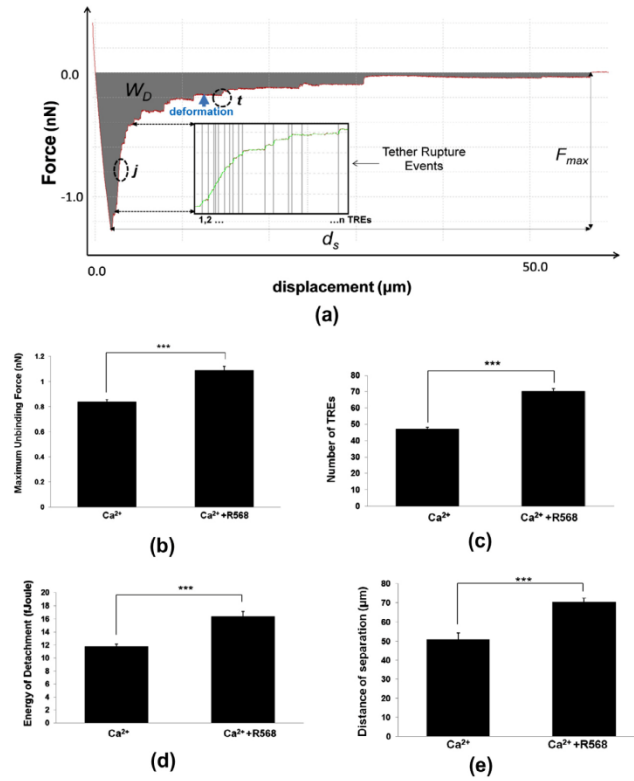 0.0
W_D
t
deformation
j
Force (nN)
-1.0
Tether Rupture
Events
F_max
1,2 ...
...n TREs
d_s
0.0
50.0
displacement (μm)
(a)
***
1.2
1
0.8
0.6
0.4
0.2
0
Maximum Unbinding Force (nN)
Ca²⁺
Ca²⁺ +R568
(b)
***
80
70
60
50
40
30
20
10
0
Number of TREs
Ca²⁺
Ca²⁺ +R568
(c)
***
20
18
16
14
12
10
8
6
4
2
0
Energy of Detachment (fJoule)
Ca²⁺
Ca²⁺ +R568
(d)
***
80
70
60
50
40
30
20
10
0
Distance of separation (μm)
Ca²⁺
Ca²⁺ +R568
(e)